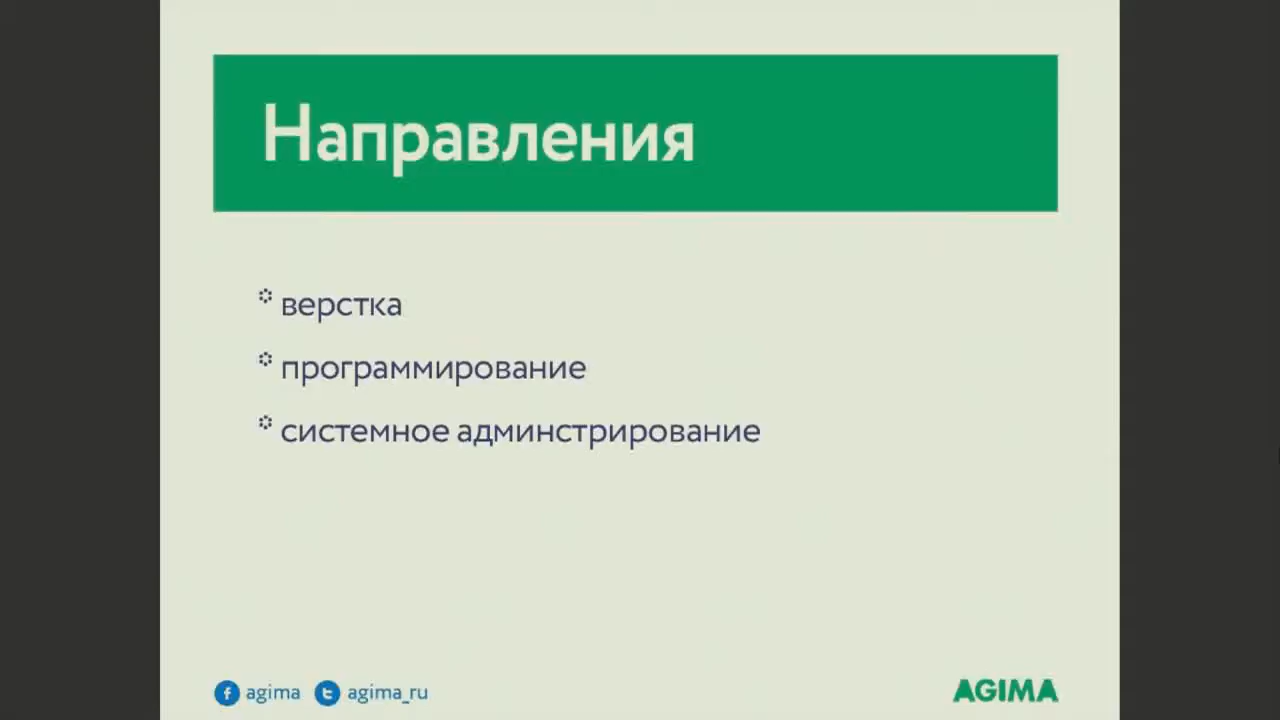 Направления
верстка
программирование
системное админстрирование
agima agima_ru AGIMA